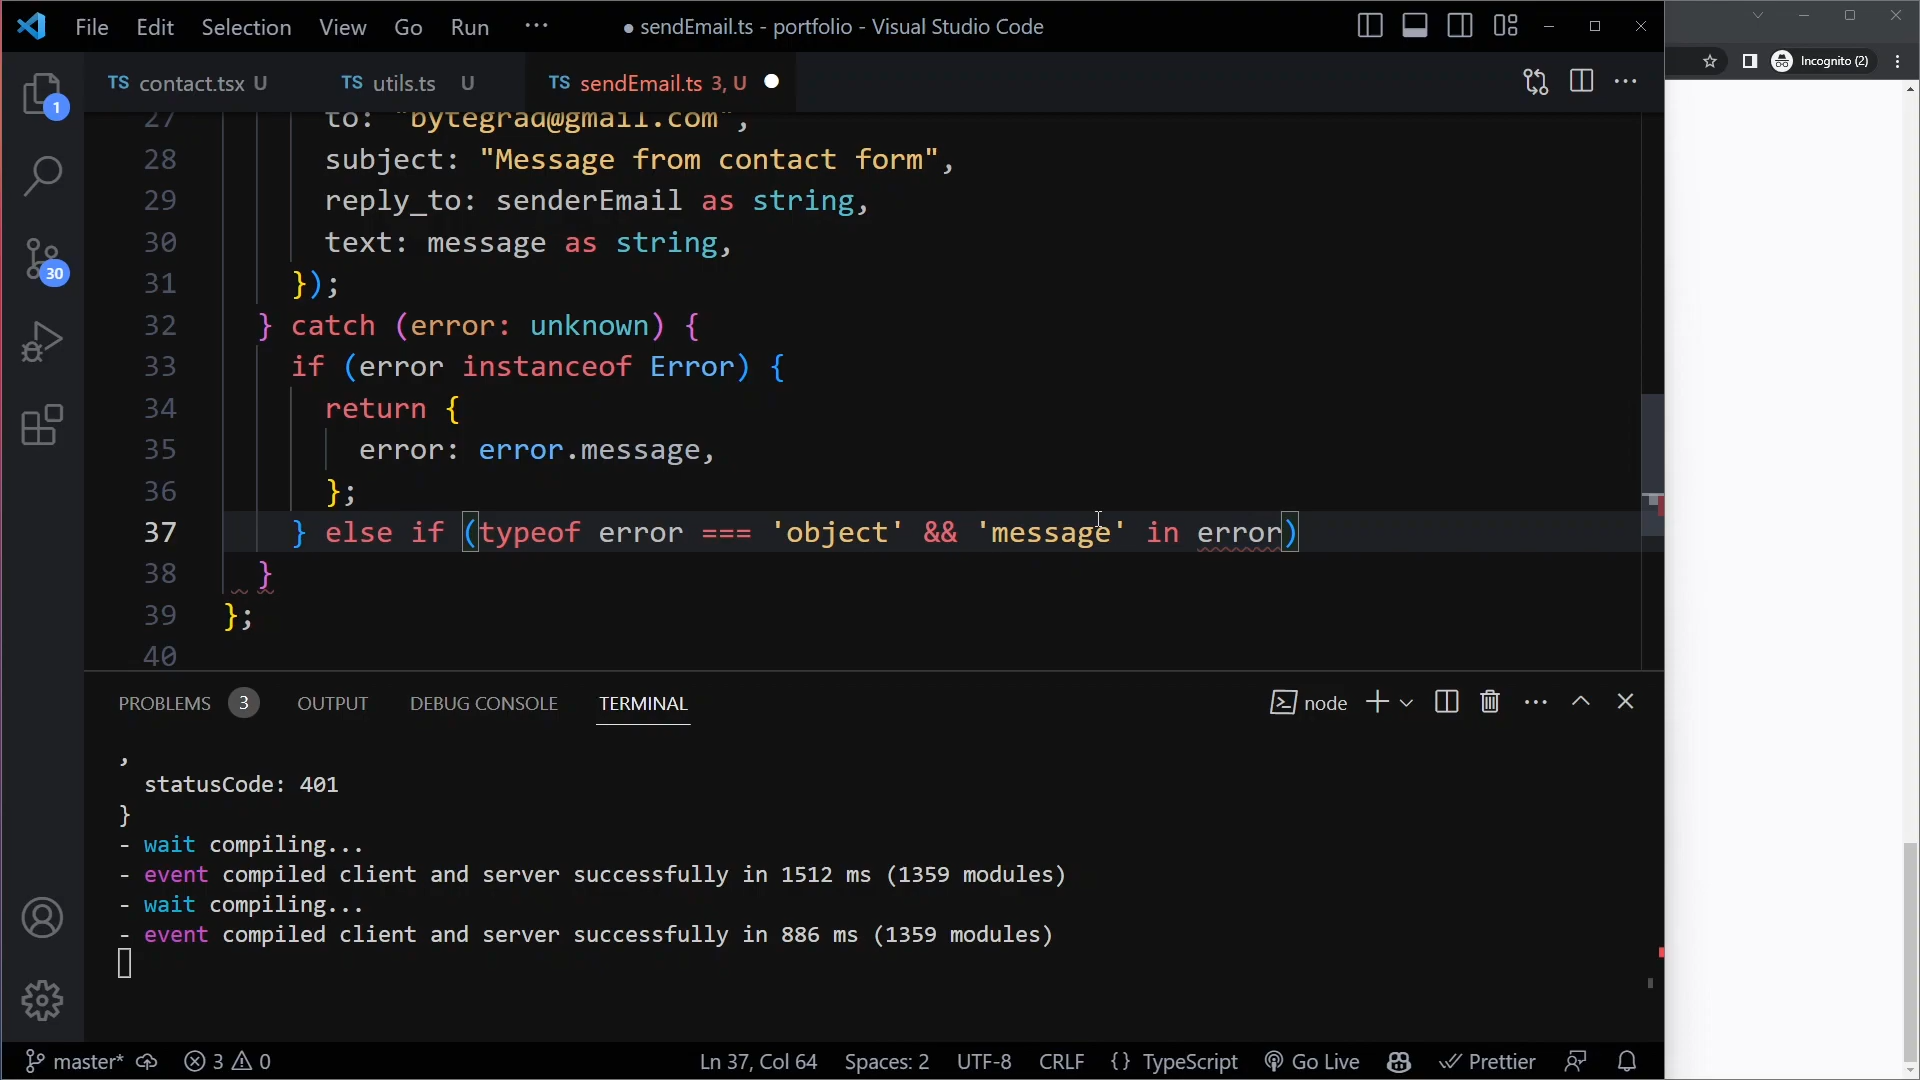 File Edit Selection View Go Run ··· ● sendEmail.ts - portfolio - Visual Studio Code
Incognito (2)
TS contact.tsx U TS utils.ts U TS sendEmail.ts 3, U ●
1
30
27 to: "bytegrad@gmail.com",
28 subject: "Message from contact form",
29 reply_to: senderEmail as string,
30 text: message as string,
31 });
32 } catch (error: unknown) {
33 if (error instanceof Error) {
34 return {
35 error: error.message,
36 };
37 } else if (typeof error === 'object' && 'message' in error)
38 }
39 };
40
PROBLEMS 3 OUTPUT DEBUG CONSOLE TERMINAL node
,
statusCode: 401
}
- wait compiling...
- event compiled client and server successfully in 1512 ms (1359 modules)
- wait compiling...
- event compiled client and server successfully in 886 ms (1359 modules)
master* 3 0 Ln 37, Col 64 Spaces: 2 UTF-8 CRLF {} TypeScript Go Live Prettier